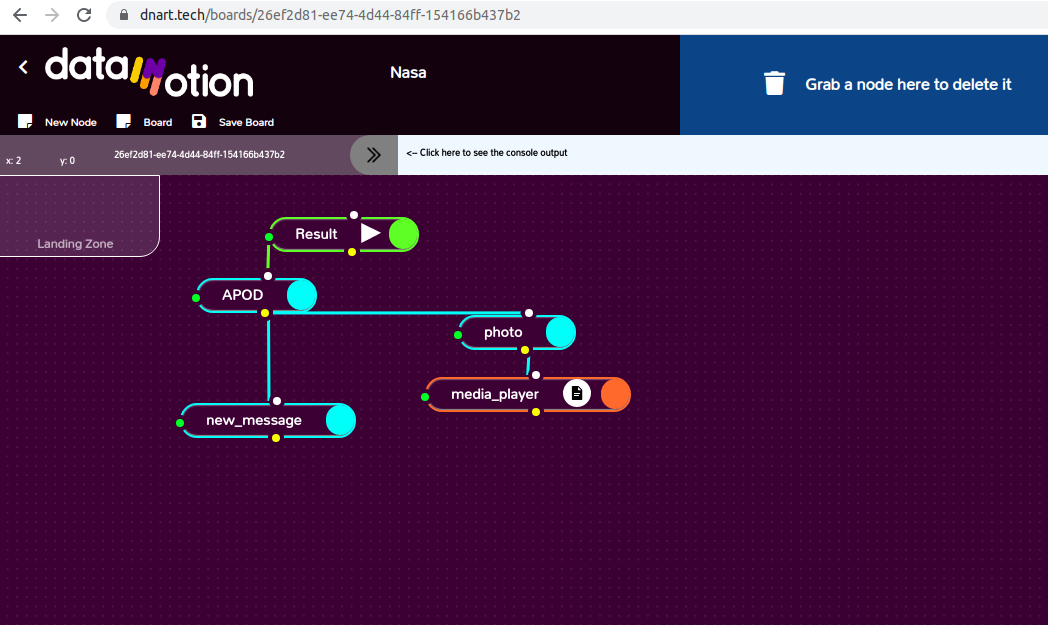 dnart.tech/boards/26ef2d81-ee74-4d44-84ff-154166b437b2
data motion
Nasa
Grab a node here to delete it
New Node
Board
Save Board
x: 2
y: 0
26ef2d81-ee74-4d44-84ff-154166b437b2
<-- Click here to see the console output
Landing Zone
Result
APOD
photo
media_player
new_message